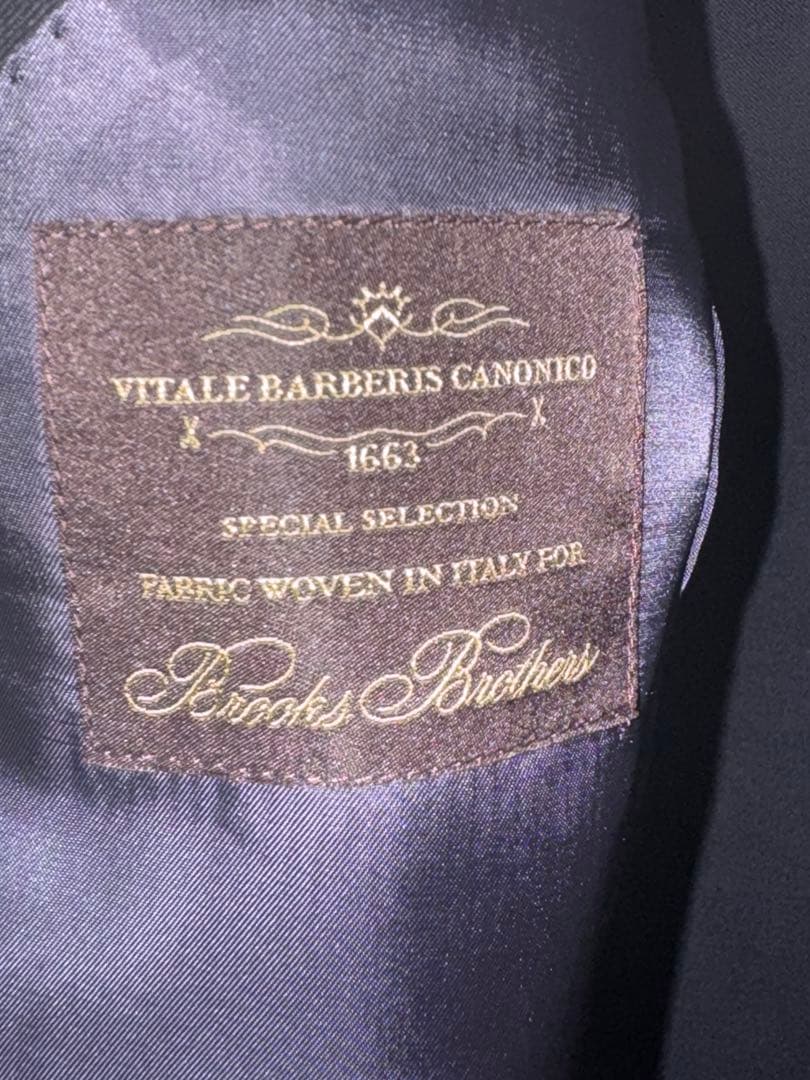 VITALE BARBERIS CANONICO
1663
SPECIAL SELECTION
FABRIC WOVEN IN ITALY FOR
Brooks Brothers